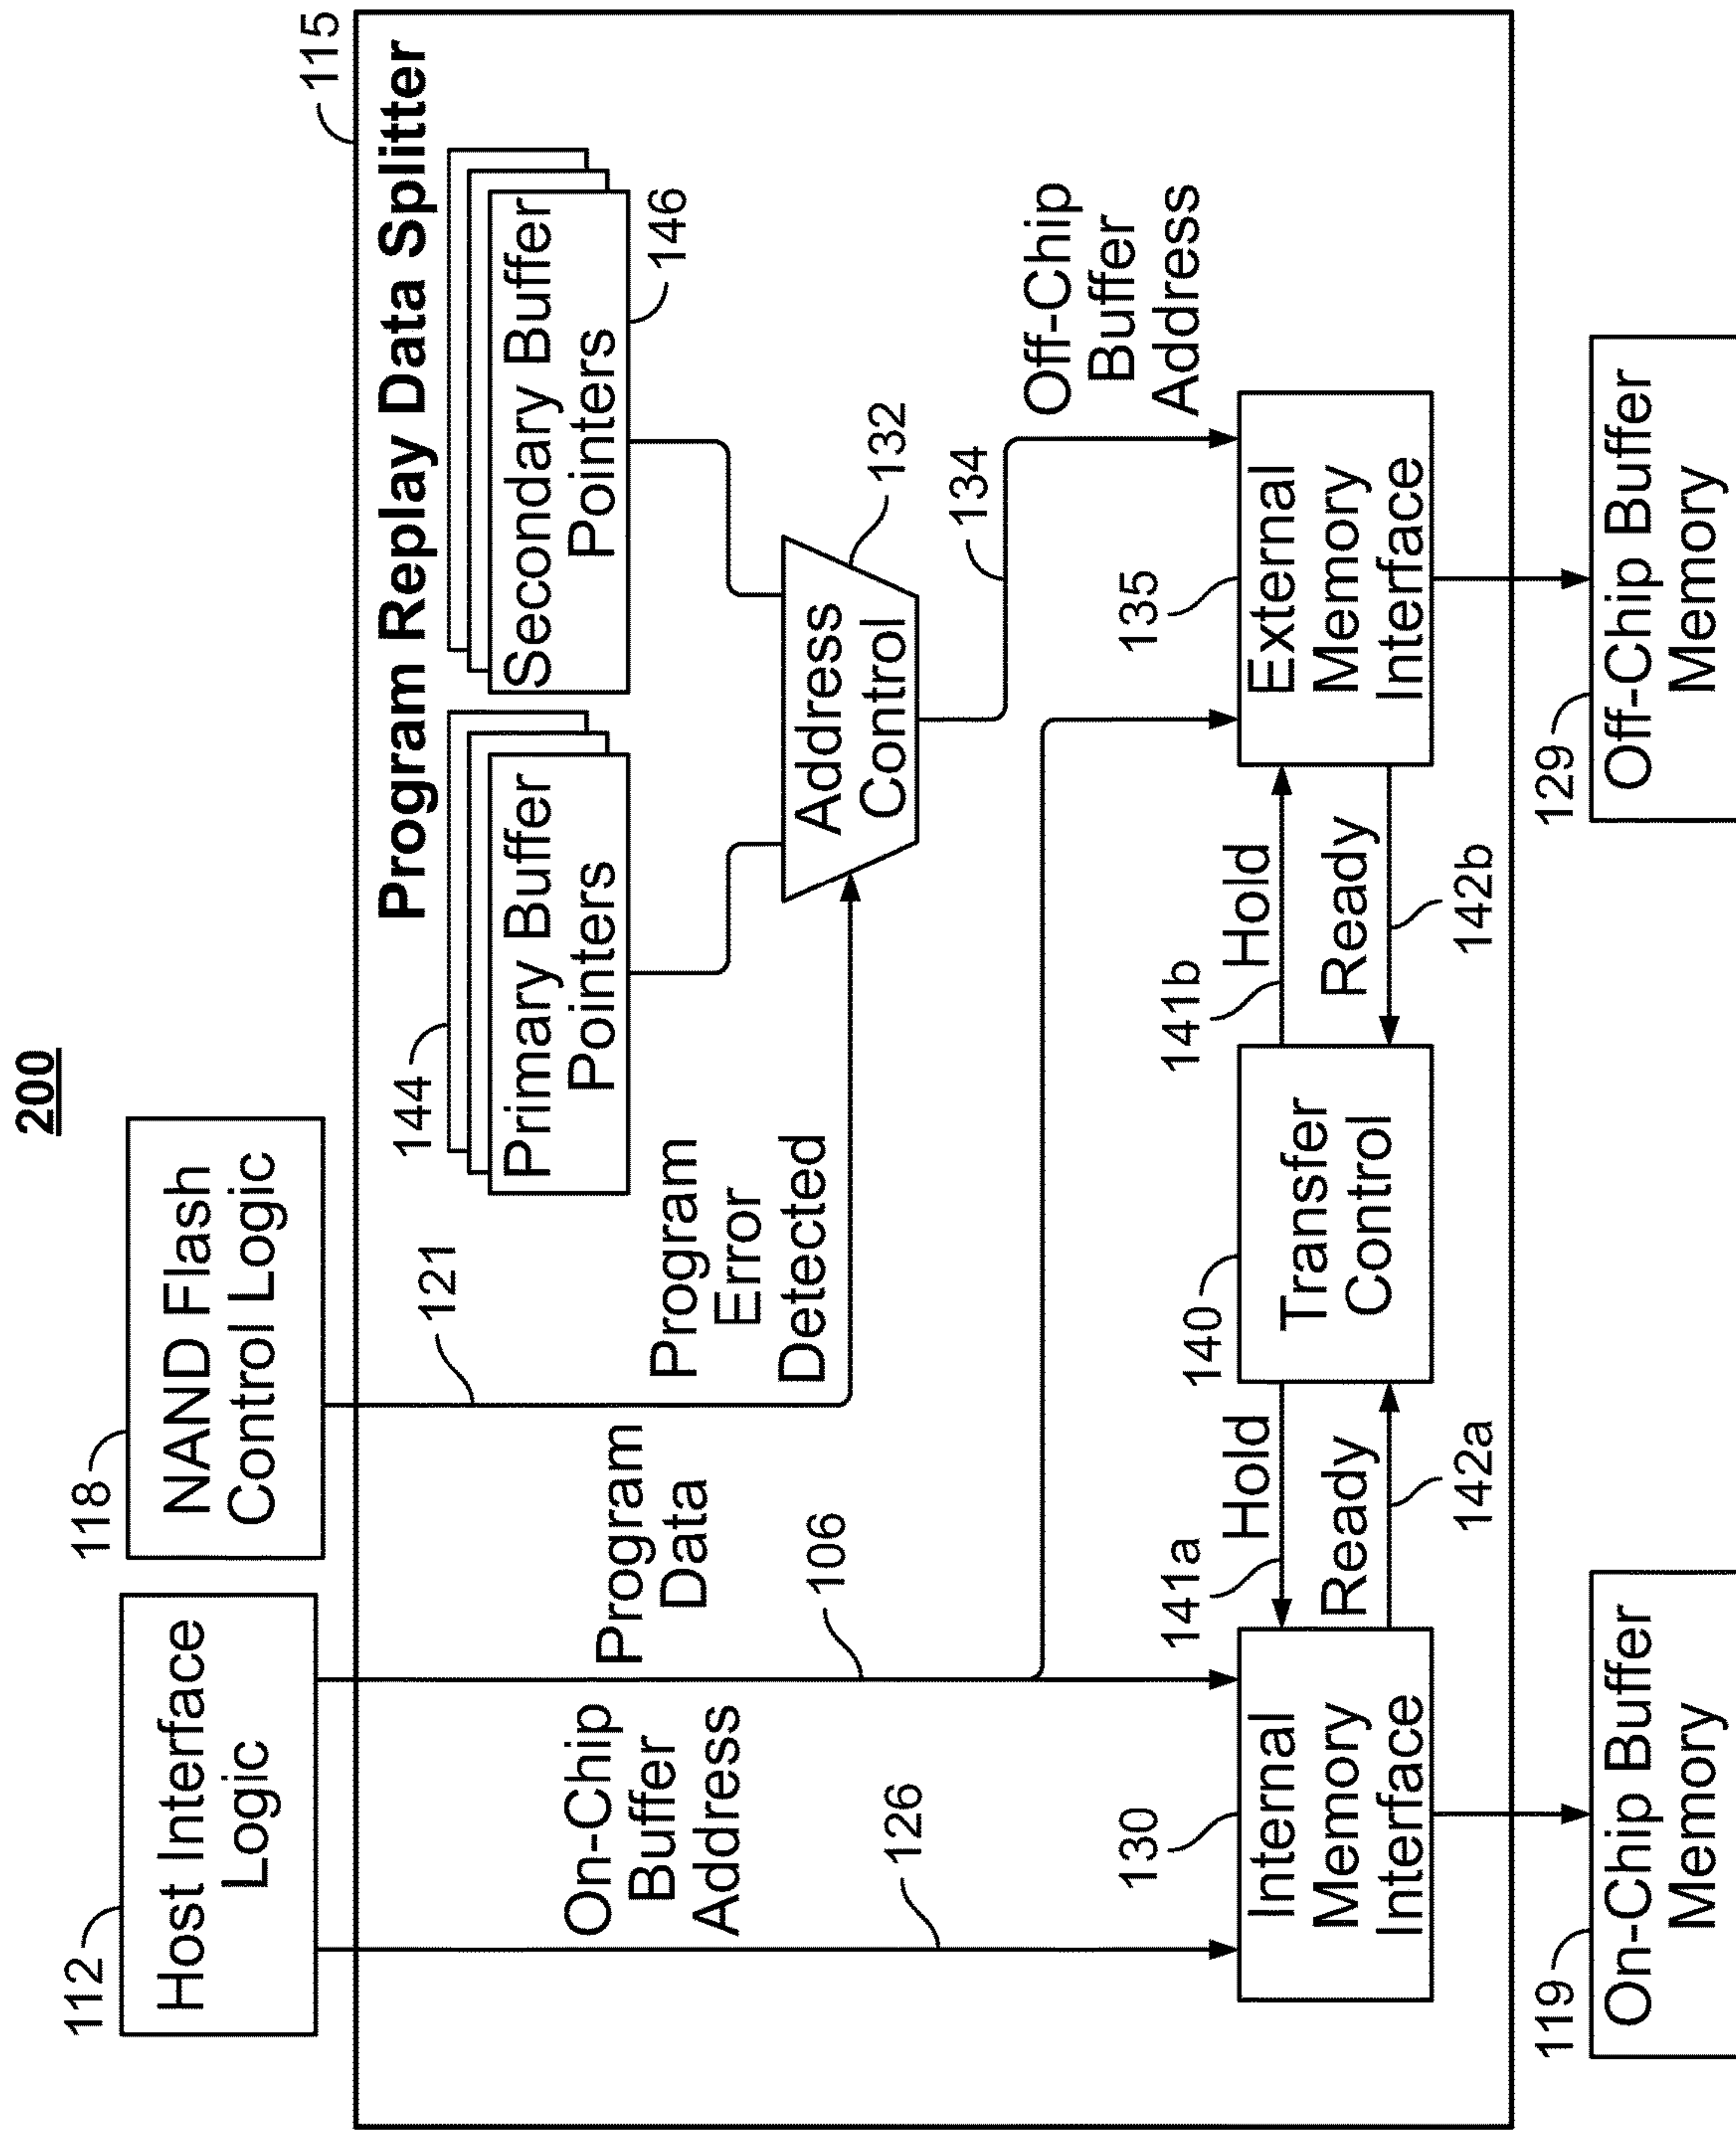 200
112
Host Interface
Logic
118
NAND Flash
Control Logic
115
Program Replay Data Splitter
144
Primary Buffer
Pointers
Secondary Buffer
Pointers
146
121
Program
Error
Detected
Program
Data
106
On-Chip
Buffer
Address
126
Address
Control
132
134
Off-Chip
Buffer
Address
130
Internal
Memory
Interface
141a
Hold
Ready
142a
140
Transfer
Control
141b
Hold
Ready
142b
135
External
Memory
Interface
119
On-Chip Buffer
Memory
129
Off-Chip Buffer
Memory